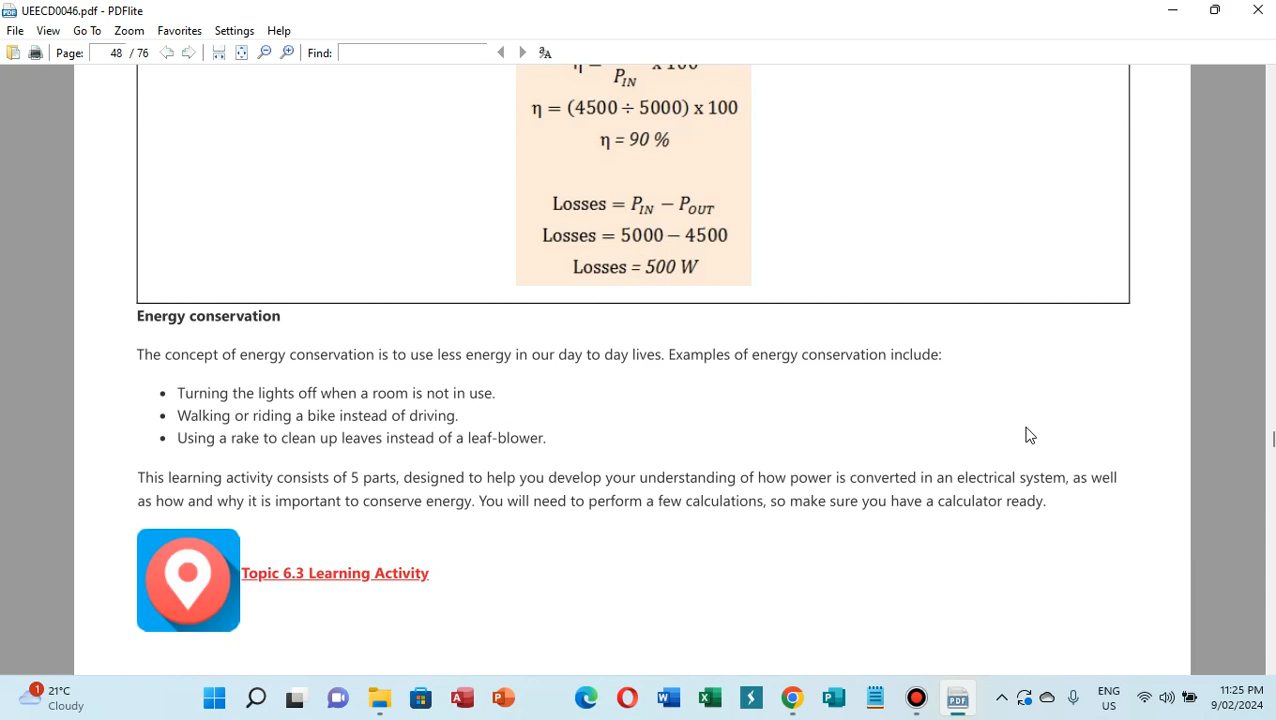 UEECD0046.pdf - PDFlite
File View Go To Zoom Favorites Settings Help
Page: 48 / 76 Find:
P_IN x 100
η = (4500 ÷ 5000) x 100
η = 90 %
Losses = P_IN − P_OUT
Losses = 5000 − 4500
Losses = 500 W
Energy conservation
The concept of energy conservation is to use less energy in our day to day lives. Examples of energy conservation include:
• Turning the lights off when a room is not in use.
• Walking or riding a bike instead of driving.
• Using a rake to clean up leaves instead of a leaf-blower.
This learning activity consists of 5 parts, designed to help you develop your understanding of how power is converted in an electrical system, as well
as how and why it is important to conserve energy. You will need to perform a few calculations, so make sure you have a calculator ready.
Topic 6.3 Learning Activity
1 21°C
Cloudy
ENG
US
11:25 PM
9/02/2024